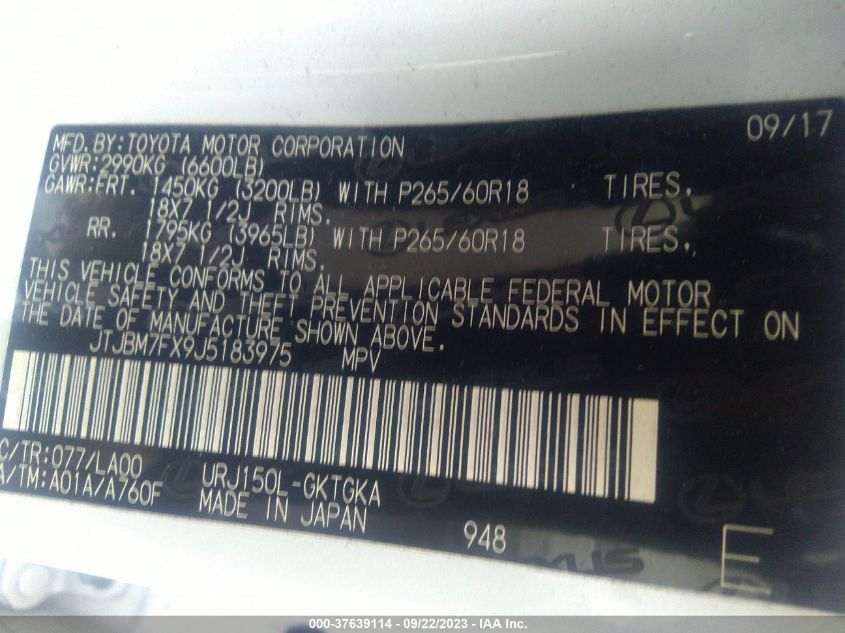 09/17
MFD.BY:TOYOTA MOTOR CORPORATION
GVWR:2990KG (6600LB)
GAWR:FRT. 1450KG (3200LB) WITH P265/60R18 TIRES,
18X7 1/2J RIMS.
RR. 1795KG (3965LB) WITH P265/60R18 TIRES,
18X7 1/2J RIMS.
THIS VEHICLE CONFORMS TO ALL APPLICABLE FEDERAL MOTOR
VEHICLE SAFETY AND THEFT PREVENTION STANDARDS IN EFFECT ON
THE DATE OF MANUFACTURE SHOWN ABOVE.
JTJBM7FX9J5183975 MPV
C/TR:077/LA00
A/TM:A01A/A760F
URJ150L-GKTGKA
MADE IN JAPAN
948
000-37639114 - 09/22/2023 - IAA Inc.